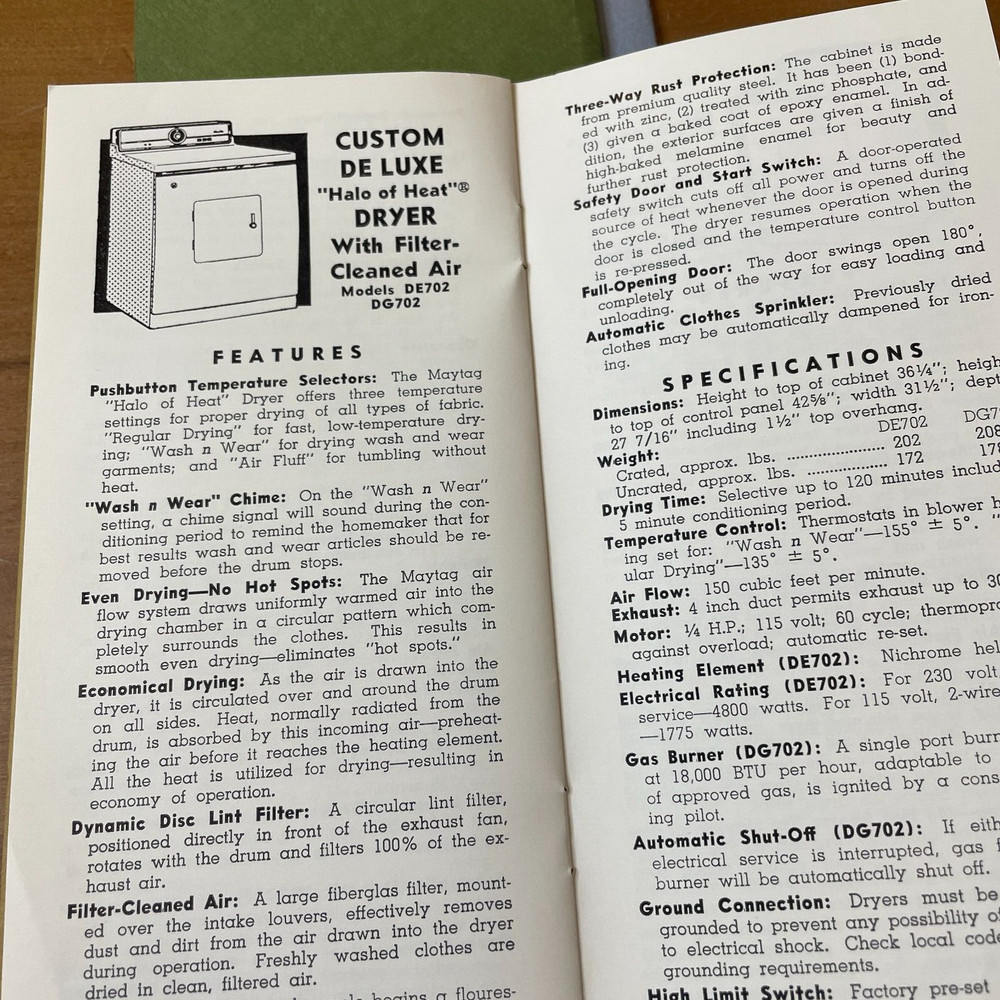 CUSTOM
DE LUXE
"Halo of Heat"®
DRYER
With Filter-
Cleaned Air
Models DE702
DG702
FEATURES
Pushbutton Temperature Selectors: The Maytag
"Halo of Heat" Dryer offers three temperature
settings for proper drying of all types of fabric.
"Regular Drying" for fast, low-temperature dry-
ing; "Wash n Wear" for drying wash and wear
garments; and "Air Fluff" for tumbling without
heat.
"Wash n Wear" Chime: On the "Wash n Wear"
setting, a chime signal will sound during the con-
ditioning period to remind the homemaker that for
best results wash and wear articles should be re-
moved before the drum stops.
Even Drying—No Hot Spots: The Maytag air
flow system draws uniformly warmed air into the
drying chamber in a circular pattern which com-
pletely surrounds the clothes. This results in
smooth even drying—eliminates "hot spots."
Economical Drying: As the air is drawn into the
dryer, it is circulated over and around the drum
on all sides. Heat, normally radiated from the
drum, is absorbed by this incoming air—preheat-
ing the air before it reaches the heating element.
All the heat is utilized for drying—resulting in
economy of operation.
Dynamic Disc Lint Filter: A circular lint filter,
positioned directly in front of the exhaust fan,
rotates with the drum and filters 100% of the ex-
haust air.
Filter-Cleaned Air: A large fiberglas filter, mount-
ed over the intake louvers, effectively removes
dust and dirt from the air drawn into the dryer
during operation. Freshly washed clothes are
dried in clean, filtered air.
begins a floures-
Three-Way Rust Protection: The cabinet is made
from premium quality steel. It has been (1) bond-
ed with zinc, (2) treated with zinc phosphate, and
(3) given a baked coat of epoxy enamel. In ad-
dition, the exterior surfaces are given a finish of
high-baked melamine enamel for beauty and
further rust protection.
Safety Door and Start Switch: A door-operated
safety switch cuts off all power and turns off the
source of heat whenever the door is opened during
the cycle. The dryer resumes operation when the
door is closed and the temperature control button
is re-pressed.
Full-Opening Door: The door swings open 180°,
completely out of the way for easy loading and
unloading.
Automatic Clothes Sprinkler: Previously dried
clothes may be automatically dampened for iron-
ing.
SPECIFICATIONS
Dimensions: Height to top of cabinet 36¼"; heigh
to top of control panel 42⅝"; width 31½"; dept
27 7/16" including 1½" top overhang.
Weight: DE702 DG7
Crated, approx. lbs. ........................ 202 208
Uncrated, approx. lbs. .................... 172 178
Drying Time: Selective up to 120 minutes includ
5 minute conditioning period.
Temperature Control: Thermostats in blower h
ing set for: "Wash n Wear"—155° ± 5°. "
ular Drying"—135° ± 5°.
Air Flow: 150 cubic feet per minute.
Exhaust: 4 inch duct permits exhaust up to 30
Motor: ¼ H.P.; 115 volt; 60 cycle; thermopro
against overload; automatic re-set.
Heating Element (DE702): Nichrome hel
Electrical Rating (DE702): For 230 volt,
service—4800 watts. For 115 volt, 2-wire
—1775 watts.
Gas Burner (DG702): A single port burn
at 18,000 BTU per hour, adaptable to
of approved gas, is ignited by a cons
ing pilot.
Automatic Shut-Off (DG702): If eith
electrical service is interrupted, gas f
burner will be automatically shut off.
Ground Connection: Dryers must be
grounded to prevent any possibility of
to electrical shock. Check local code
grounding requirements.
High Limit Switch: Factory pre-set